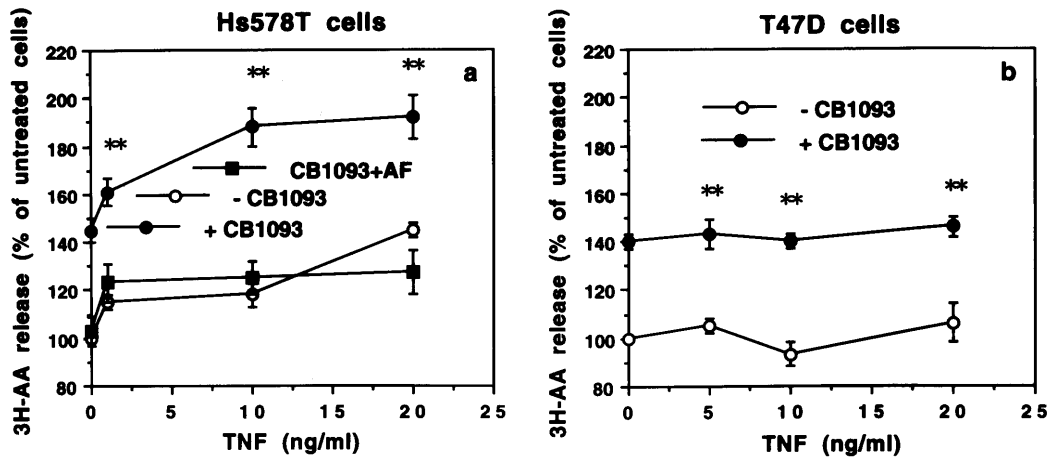 Hs578T cells
3H-AA release (% of untreated cells)
220
200
180
160
140
120
100
80
a
**
**
**
CB1093+AF
- CB1093
+ CB1093
0
5
10
15
20
25
TNF (ng/ml)
T47D cells
3H-AA release (% of untreated cells)
220
200
180
160
140
120
100
80
b
- CB1093
+ CB1093
**
**
**
0
5
10
15
20
25
TNF (ng/ml)